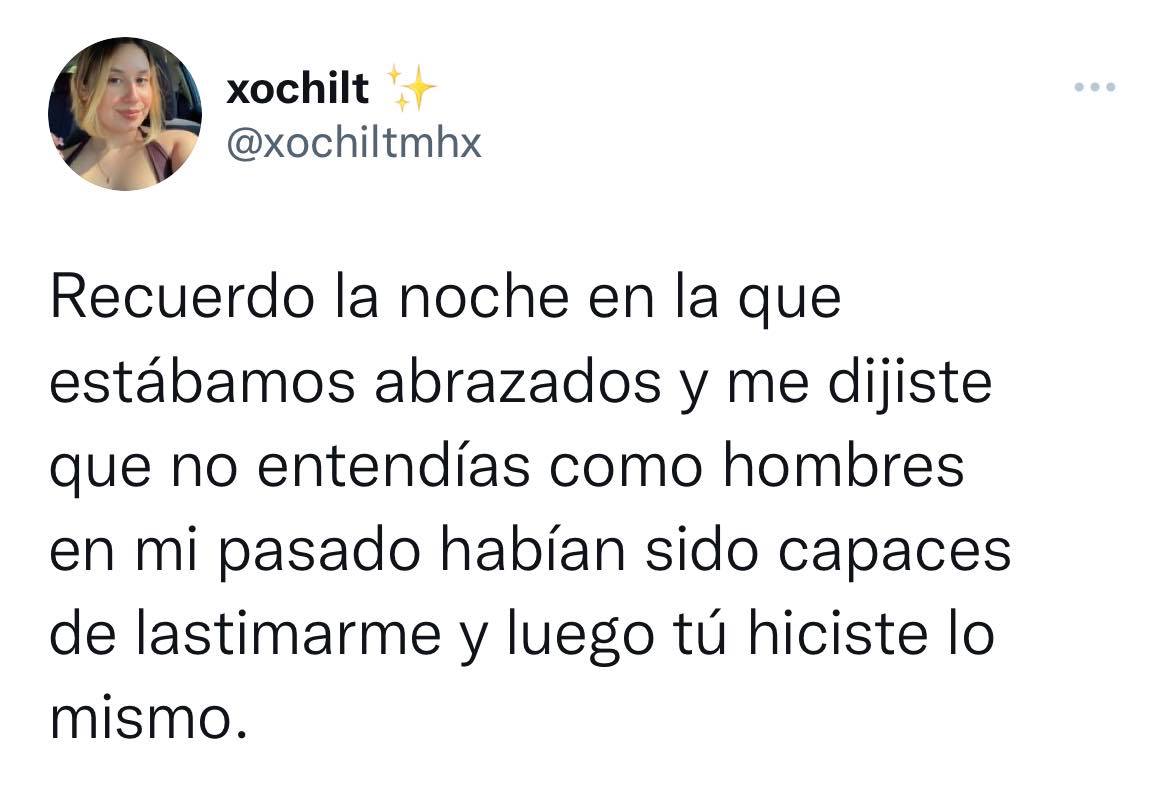 xochilt ✨
@xochiltmhx
Recuerdo la noche en la que
estábamos abrazados y me dijiste
que no entendías como hombres
en mi pasado habían sido capaces
de lastimarme y luego tú hiciste lo
mismo.